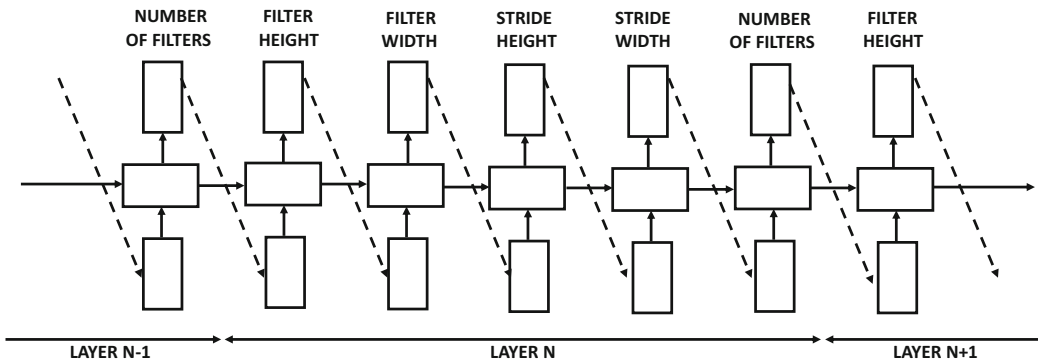 NUMBER
OF FILTERS
FILTER
HEIGHT
FILTER
WIDTH
STRIDE
HEIGHT
STRIDE
WIDTH
NUMBER
OF FILTERS
FILTER
HEIGHT
LAYER N-1
LAYER N
LAYER N+1